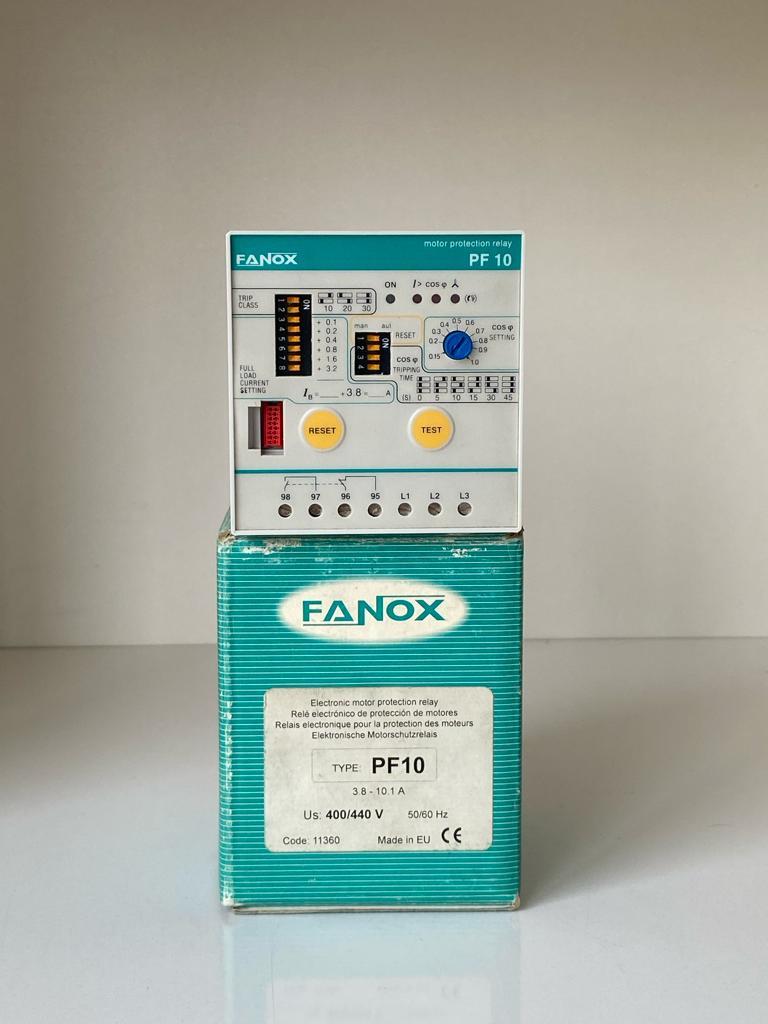 motor protection relay
FANOX
PF 10
ON I> cos φ
TRIP
CLASS
1 2 3 4 5 6 7 8
ON
10 20 30
+ 0.1
+ 0.2
+ 0.4
+ 0.8
+ 1.6
+ 3.2
man aut
RESET
1 2 3 4
ON
cos φ
TRIPPING
TIME
0.15 0.2 0.3 0.4 0.5 0.6 0.7 0.8 0.9 1.0
cos φ
SETTING
FULL
LOAD
CURRENT
SETTING
IB = ___ + 3.8 = ___ A
(S) 0 5 10 15 30 45
RESET
TEST
98 97 96 95 L1 L2 L3
FANOX
Electronic motor protection relay
Relé electrónico de protección de motores
Relais electronique pour la protection des moteurs
Elektronische Motorschutzrelais
TYPE: PF10
3.8 - 10.1 A
Us: 400/440 V 50/60 Hz
Code: 11360 Made in EU CE